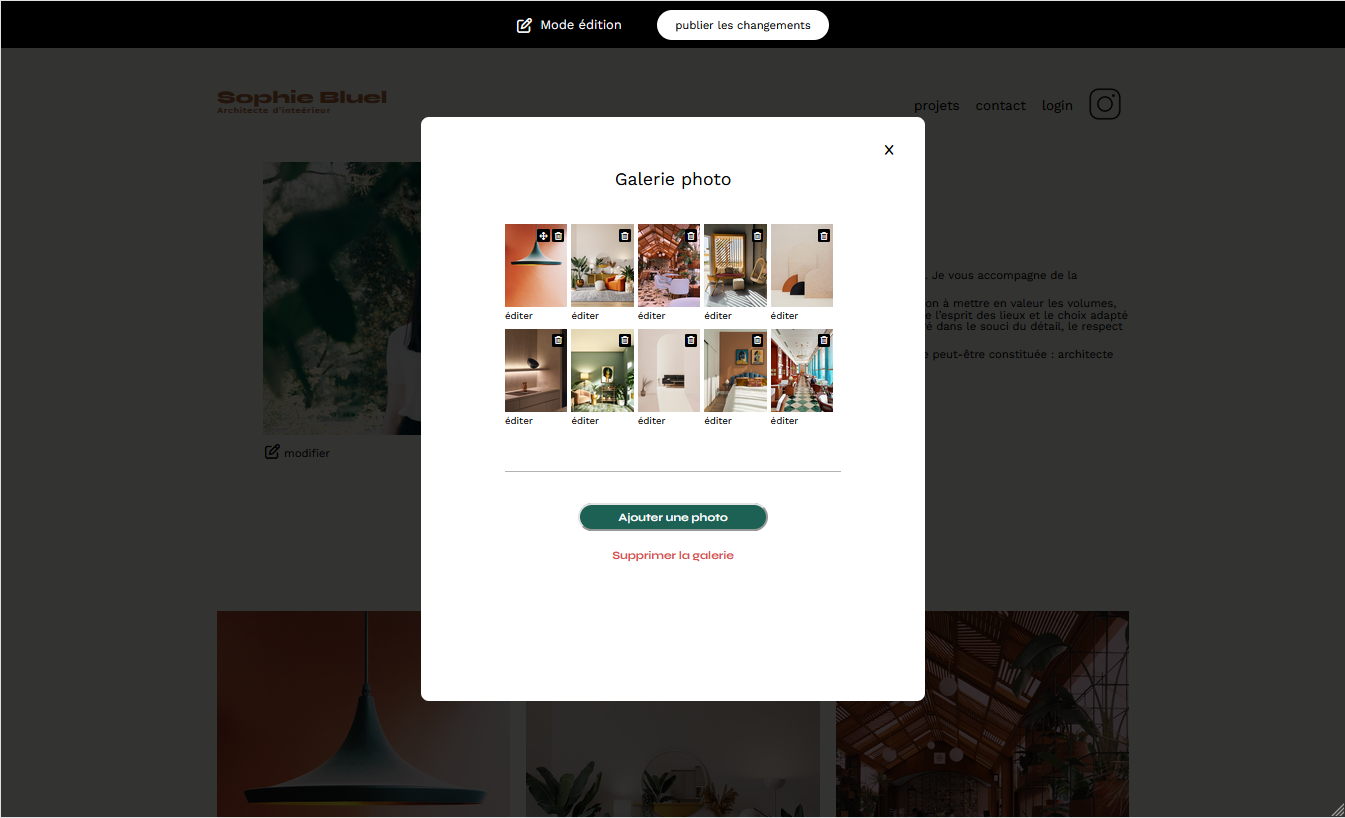 Mode édition
publier les changements
Sophie Bluel
Architecte d'inteérieur
projets
contact
login
X
Galerie photo
éditer
éditer
éditer
éditer
éditer
éditer
éditer
éditer
éditer
éditer
. Je vous accompagne de la
on à mettre en valeur les volumes,
e l'esprit des lieux et le choix adapté
é dans le souci du détail, le respect
e peut-être constituée : architecte
modifier
Ajouter une photo
Supprimer la galerie